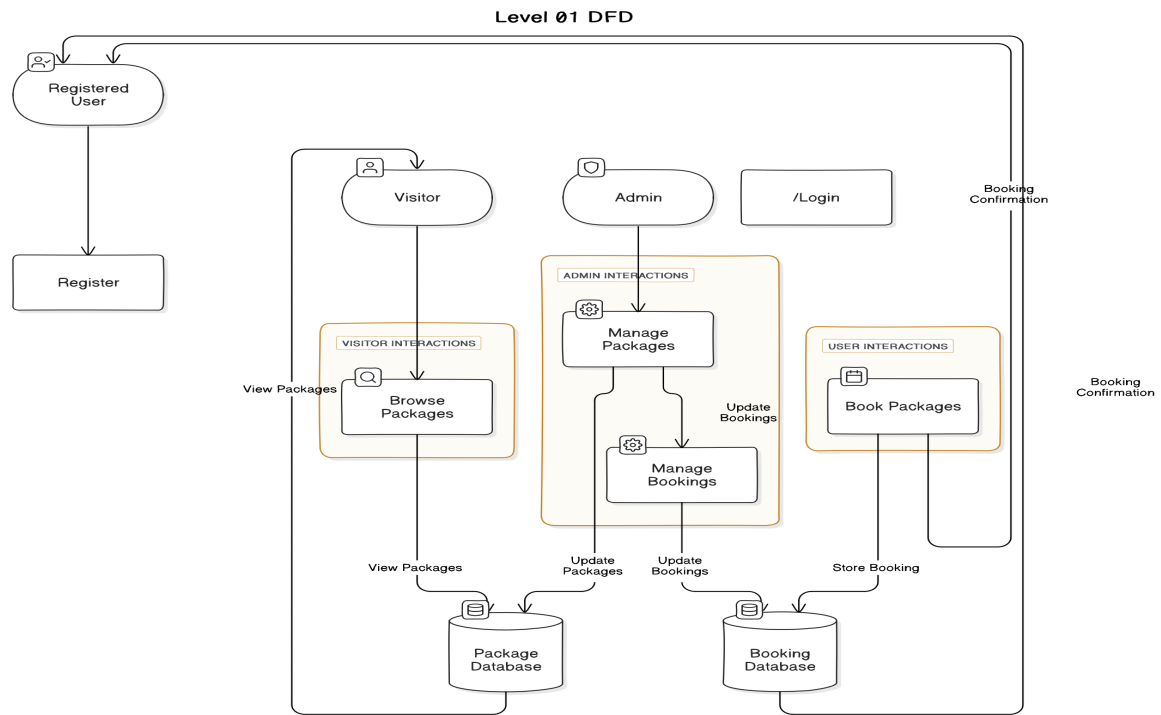 Level 01 DFD
Registered
User
Visitor
Admin
/Login
Booking
Confirmation
Register
ADMIN INTERACTIONS
Manage
Packages
VISITOR INTERACTIONS
USER INTERACTIONS
View Packages
Browse
Packages
Update
Bookings
Book Packages
Booking
Confirmation
Manage
Bookings
View Packages
Update
Packages
Update
Bookings
Store Booking
Package
Database
Booking
Database